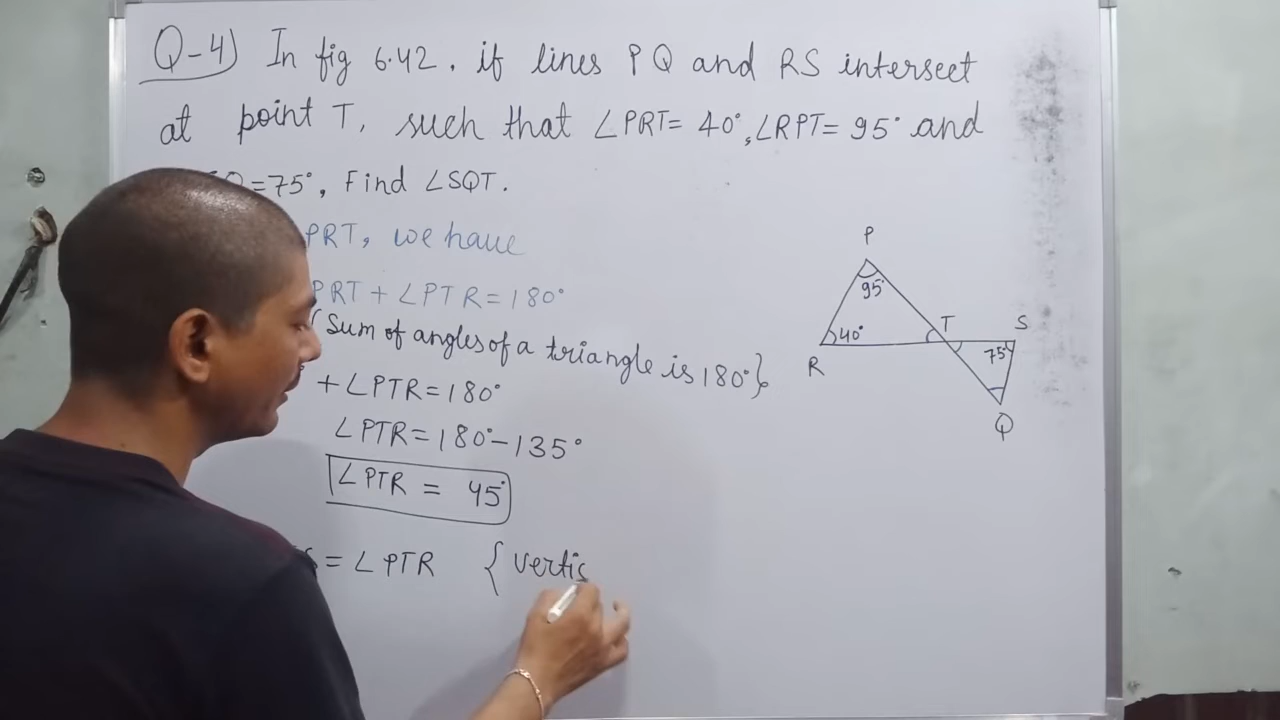 Q-4) In fig 6.42. if lines PQ and RS intersect
at point T, such that ∠PRT= 40°, ∠RPT= 95° and
=75°, Find ∠SQT.
PRT, we have
PRT + ∠PTR = 180°
{Sum of angles of a triangle is 180°}
+ ∠PTR = 180°
∠PTR = 180° - 135°
∠PTR = 45°
= ∠PTR { vertic
P
95°
T
S
40°
75°
R
Q